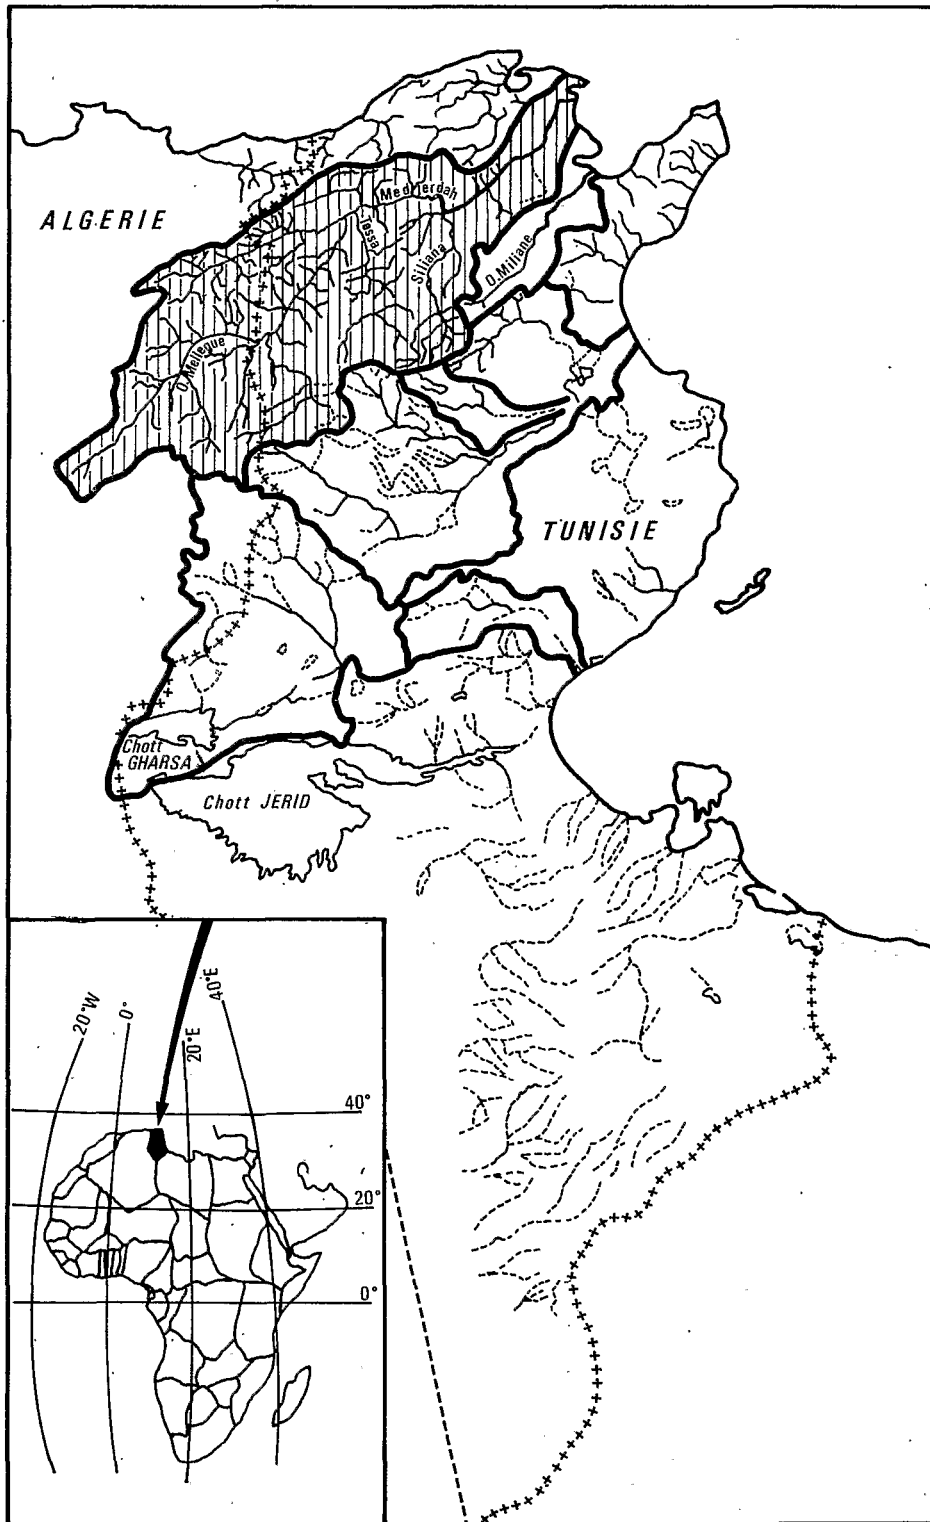 ALGERIE
Medjerdah
Tessa
Siliana
O.Miliane
O.Mellegue
TUNISIE
Chott
GHARSA
Chott JERID
20°W
0°
20°E
40°E
40°
20°
0°